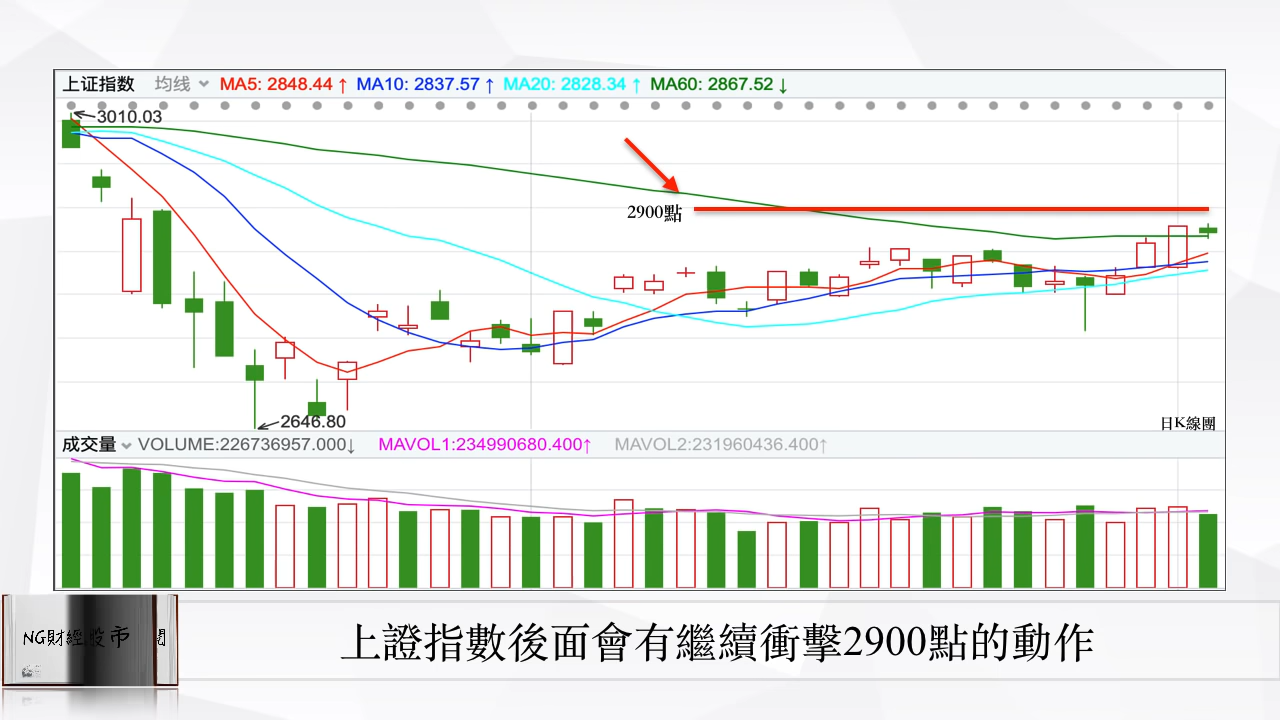 上证指数 均线 MA5: 2848.44 ↑ MA10: 2837.57 ↑ MA20: 2828.34 ↑ MA60: 2867.52 ↓
3010.03
2900點
2646.80
日K線圖
成交量 VOLUME:226736957.000↓ MAVOL1:234990680.400↑ MAVOL2:231960436.400↑
NG財經股市
上證指數後面會有繼續衝擊2900點的動作